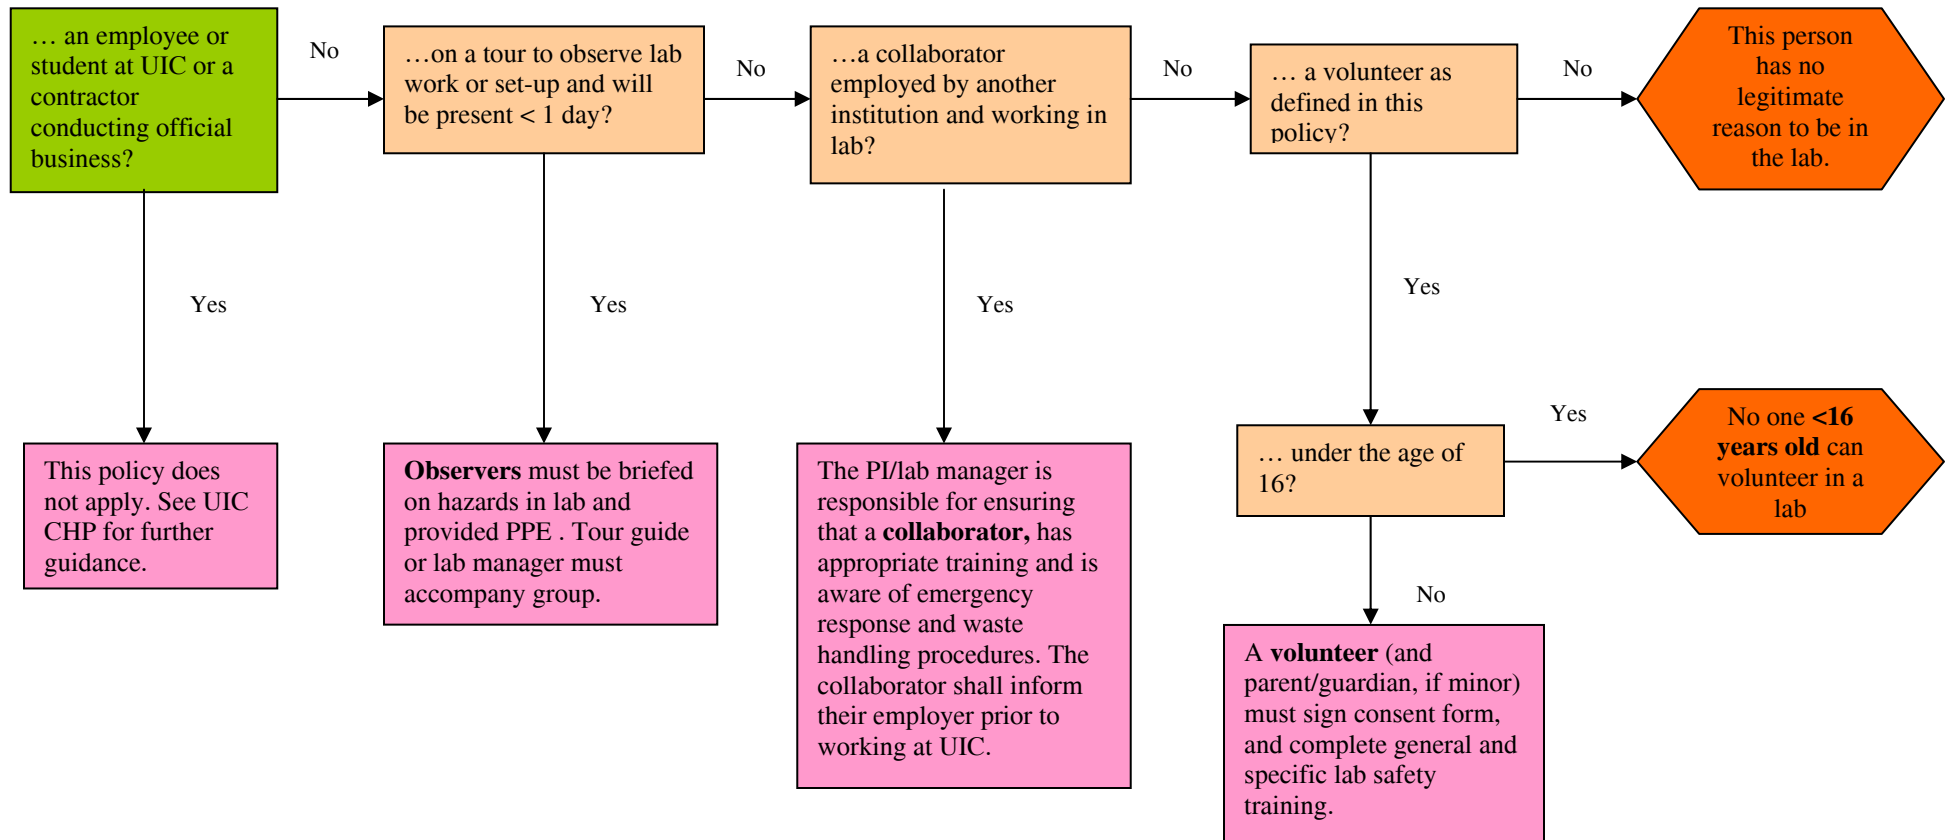 … an employee or
student at UIC or a
contractor
conducting official
business?
No
…on a tour to observe lab
work or set-up and will
be present < 1 day?
No
…a collaborator
employed by another
institution and working in
lab?
No
… a volunteer as
defined in this
policy?
No
This person
has no
legitimate
reason to be in
the lab.
Yes
Yes
Yes
Yes
This policy does
not apply. See UIC
CHP for further
guidance.
Observers must be briefed
on hazards in lab and
provided PPE . Tour guide
or lab manager must
accompany group.
The PI/lab manager is
responsible for ensuring
that a collaborator, has
appropriate training and is
aware of emergency
response and waste
handling procedures. The
collaborator shall inform
their employer prior to
working at UIC.
… under the age of
16?
Yes
No one <16
years old can
volunteer in a
lab
No
A volunteer (and
parent/guardian, if minor)
must sign consent form,
and complete general and
specific lab safety
training.